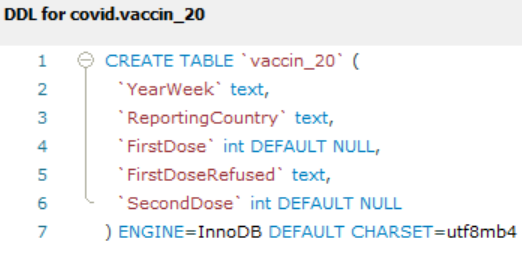 DDL for covid.vaccin_20
1 CREATE TABLE `vaccin_20` (
2 `YearWeek` text,
3 `ReportingCountry` text,
4 `FirstDose` int DEFAULT NULL,
5 `FirstDoseRefused` text,
6 `SecondDose` int DEFAULT NULL
7 ) ENGINE=InnoDB DEFAULT CHARSET=utf8mb4